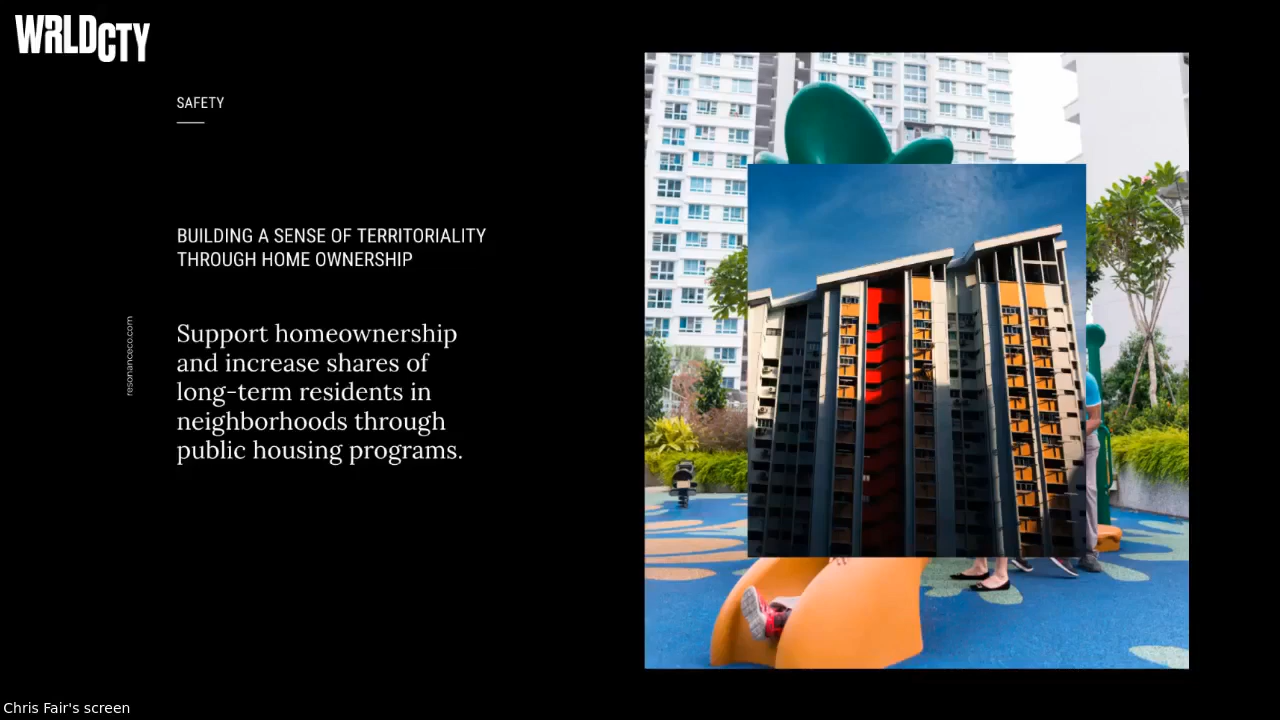 WRLDCTY
SAFETY
BUILDING A SENSE OF TERRITORIALITY
THROUGH HOME OWNERSHIP
resonanceco.com
Support homeownership
and increase shares of
long-term residents in
neighborhoods through
public housing programs.
Chris Fair's screen